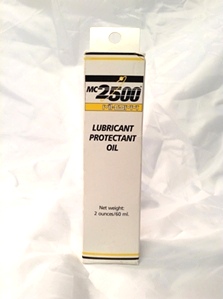 MC2500
LUBRICANT
PROTECTANT
OIL
Net weight:
2 ounces/60 ml.